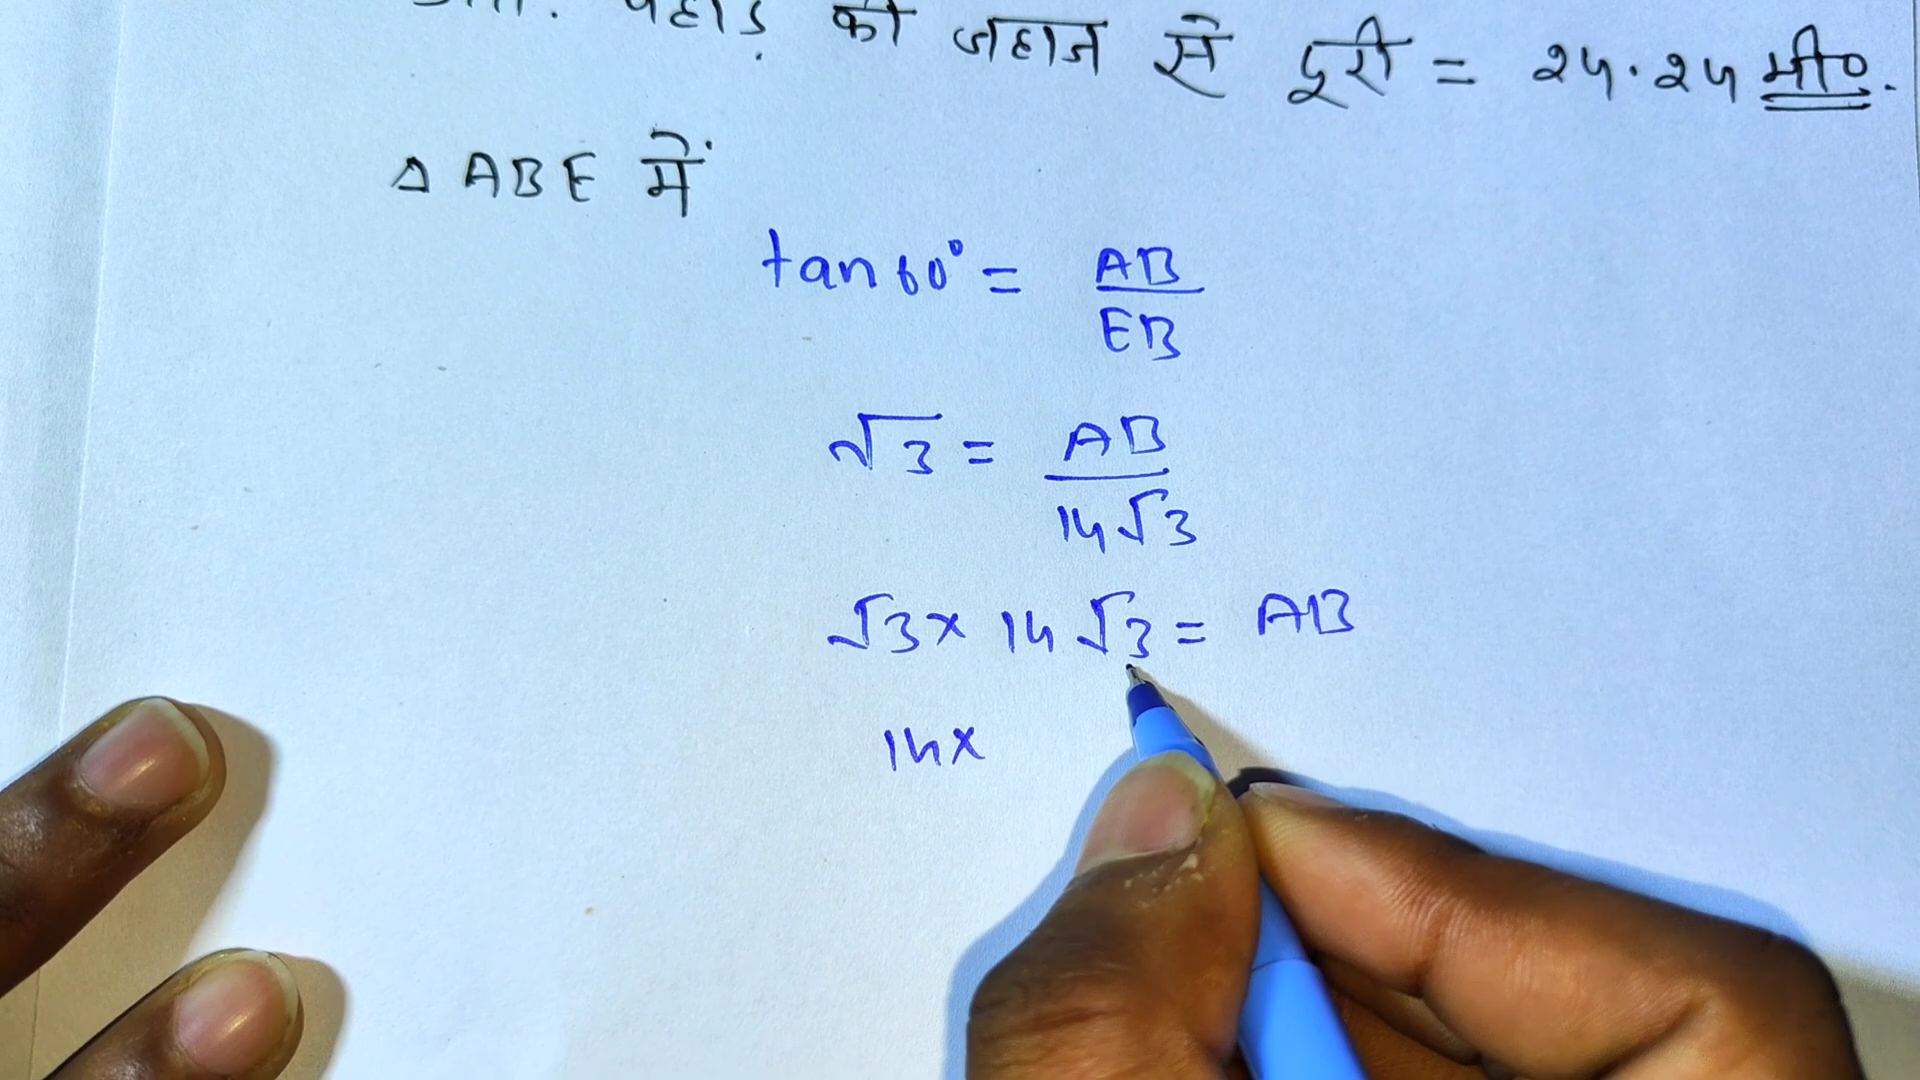 पहाड़ की जहाज से दूरी = 24.24 मी०.
△ ABE में
tan 60° = AB / EB
√3 = AB / 14√3
√3 × 14 √3 = AB
14 ×